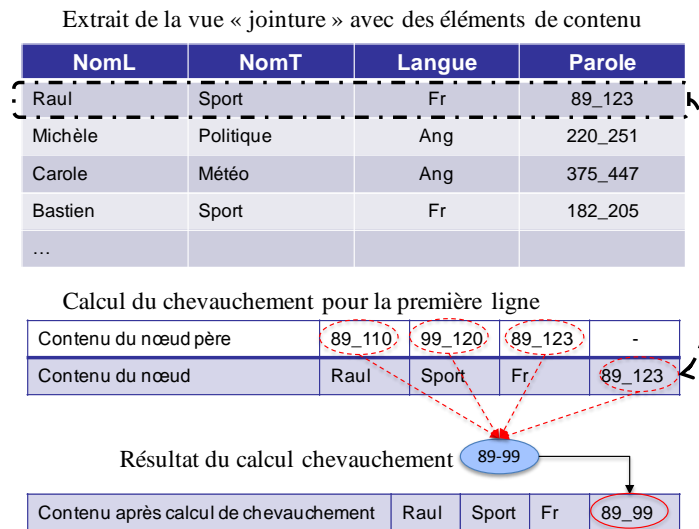 Extrait de la vue « jointure » avec des éléments de contenu
NomL NomT Langue Parole
Raul Sport Fr 89_123
Michèle Politique Ang 220_251
Carole Météo Ang 375_447
Bastien Sport Fr 182_205
…
Calcul du chevauchement pour la première ligne
Contenu du nœud père 89_110 99_120 89_123 -
Contenu du nœud Raul Sport Fr 89_123
Résultat du calcul chevauchement 89-99
Contenu après calcul de chevauchement Raul Sport Fr 89_99